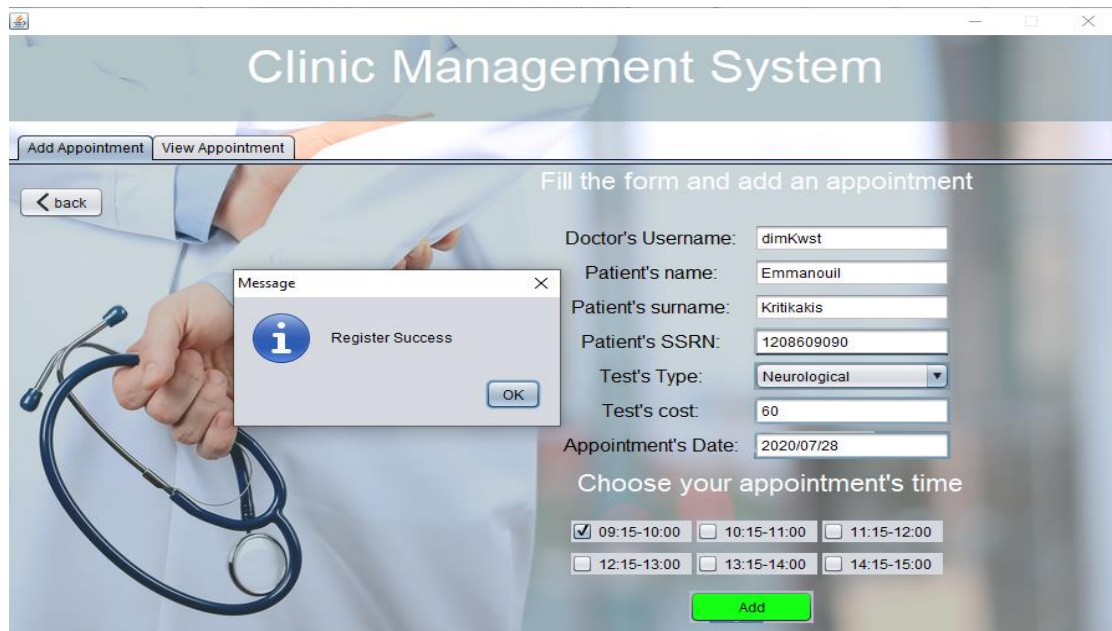 Clinic Management System
Add Appointment View Appointment
back
Fill the form and add an appointment
Doctor's Username: dimKwst
Patient's name: Emmanouil
Patient's surname: Kritikakis
Patient's SSRN: 1208609090
Test's Type: Neurological
Test's cost: 60
Appointment's Date: 2020/07/28
Message
Register Success
OK
Choose your appointment's time
09:15-10:00 10:15-11:00 11:15-12:00
12:15-13:00 13:15-14:00 14:15-15:00
Add